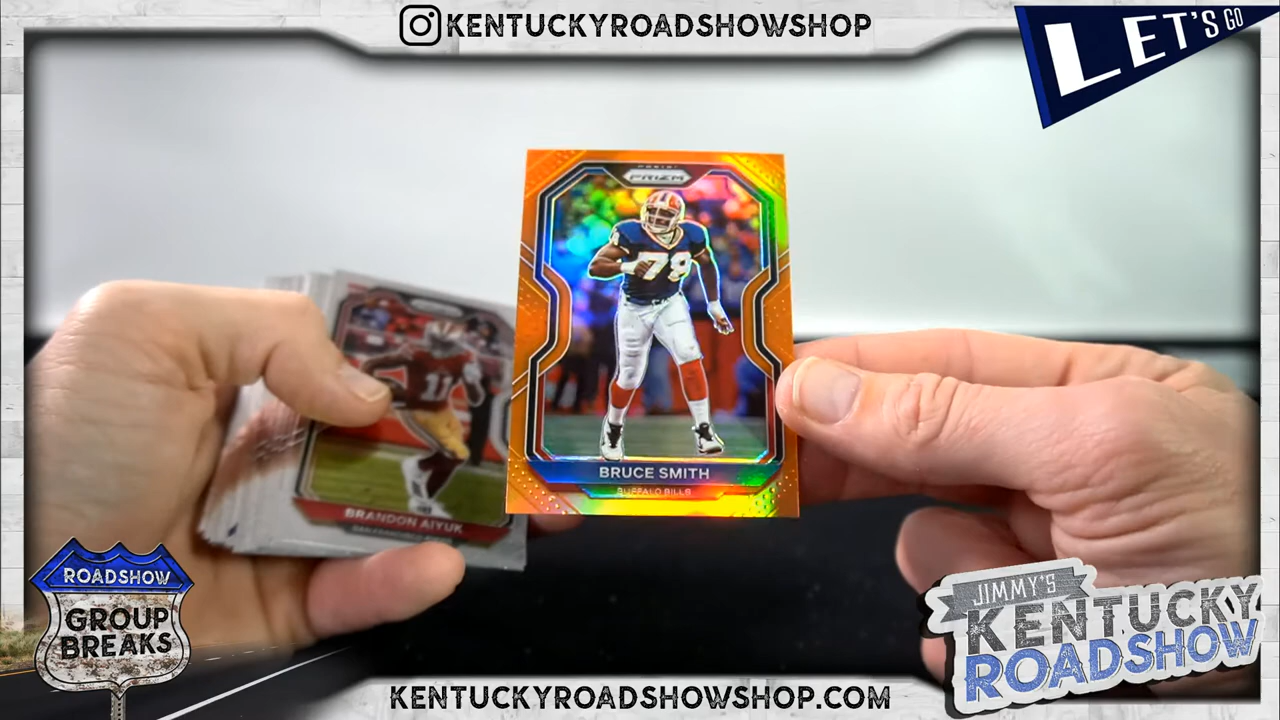 KENTUCKYROADSHOWSHOP
LET'S GO
PANINI
PRIZM
78
BRUCE SMITH
BUFFALO BILLS
11
BRANDON AIYUK
ROADSHOW
GROUP
BREAKS
JIMMY'S
KENTUCKY
ROADSHOW
KENTUCKYROADSHOWSHOP.COM